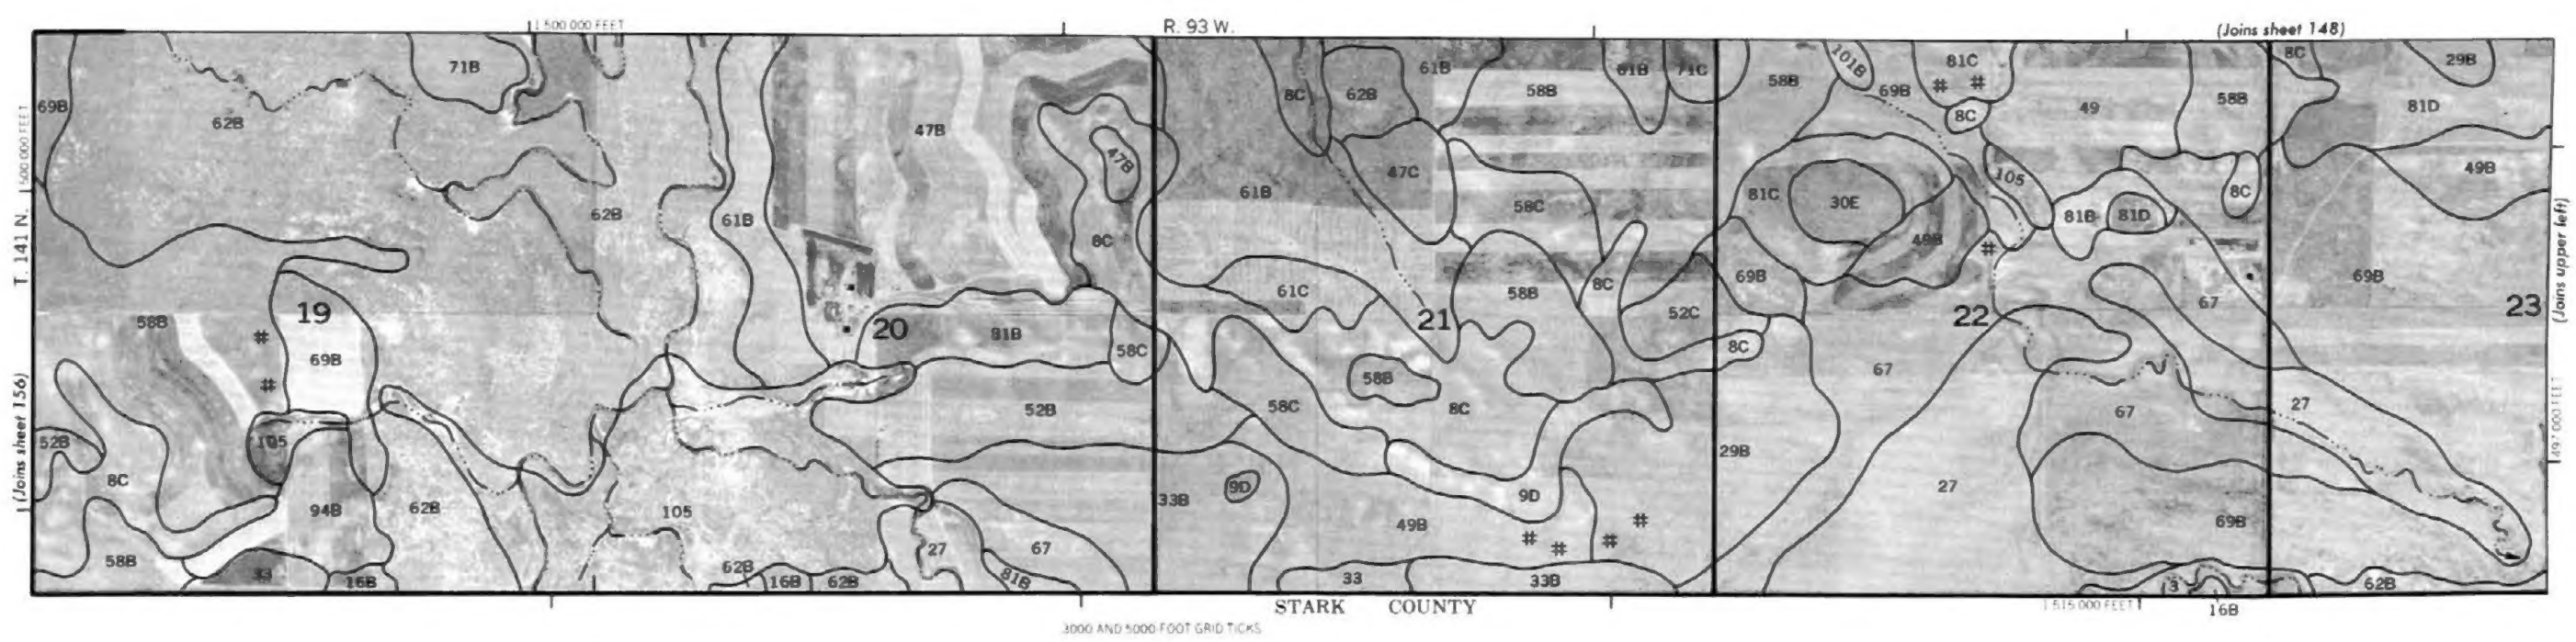 1 500 000 FEET
R. 93 W.
(Joins sheet 148)
T. 141 N.
500 000 FEET
(Joins sheet 156)
69B
62B
71B
62B
47B
47B
8C
61B
19
58B
#
#
69B
20
81B
58C
52B
105
8C
52B
58B
94B
62B
33
16B
105
62B
16B
62B
27
67
81B
8C
62B
61B
58B
61B
71C
47C
61B
58C
61C
21
58B
8C
52C
58B
58C
8C
33B
9D
9D
49B
#
#
#
#
33
33B
58B
101B
69B
81C
#
#
8C
49
58B
81C
30E
49B
105
#
81B
81D
8C
69B
22
67
8C
67
67
29B
27
69B
3
16B
8C
29B
81D
49B
69B
23
27
62B
(Joins upper left)
STARK COUNTY
3000 AND 5000-FOOT GRID TICKS
1 515 000 FEET